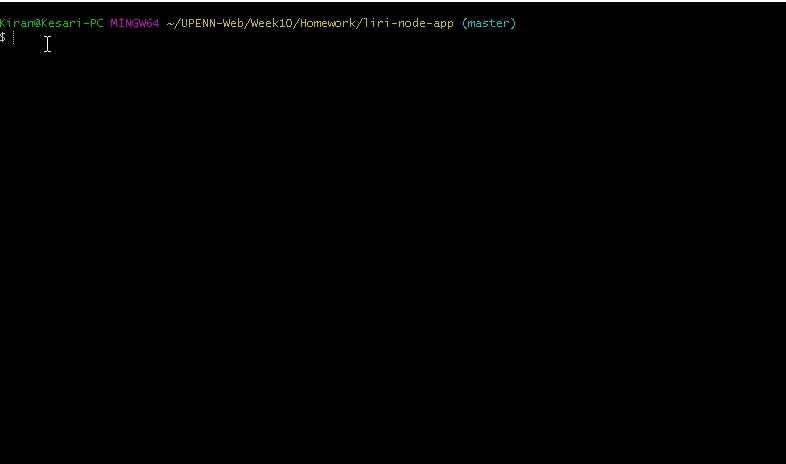 Kiran@Kesari-PC MINGW64 ~/UPENN-Web/Week10/Homework/liri-node-app (master)
$